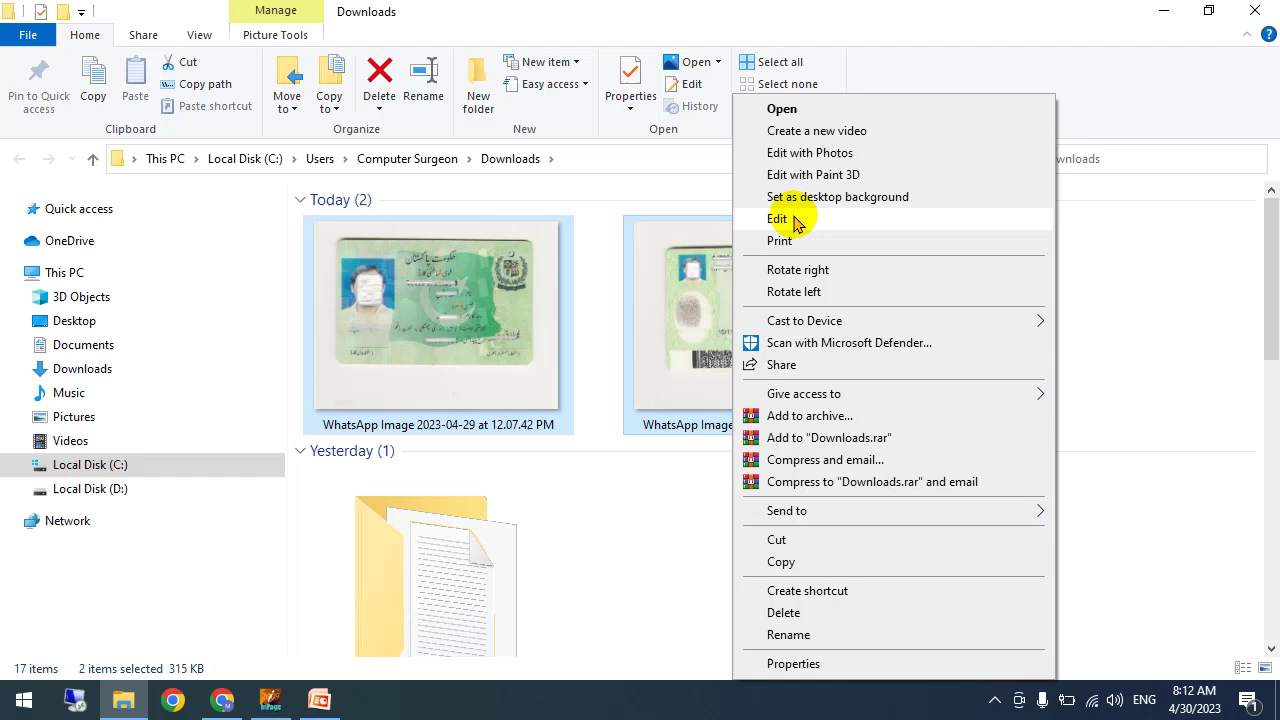 Manage
Downloads
File
Home
Share
View
Picture Tools
Pin to Quick access
Copy
Paste
Cut
Copy path
Paste shortcut
Clipboard
Move to
Copy to
Delete
Rename
Organize
New folder
New item
Easy access
New
Properties
Open
Edit
History
Open
Select all
Select none
This PC
Local Disk (C:)
Users
Computer Surgeon
Downloads
wnloads
Quick access
OneDrive
This PC
3D Objects
Desktop
Documents
Downloads
Music
Pictures
Videos
Local Disk (C:)
Local Disk (D:)
Network
Today (2)
حکومت پاکستان
WhatsApp Image 2023-04-29 at 12.07.42 PM
WhatsApp Image
Yesterday (1)
Open
Create a new video
Edit with Photos
Edit with Paint 3D
Set as desktop background
Edit
Print
Rotate right
Rotate left
Cast to Device
Scan with Microsoft Defender...
Share
Give access to
Add to archive...
Add to "Downloads.rar"
Compress and email...
Compress to "Downloads.rar" and email
Send to
Cut
Copy
Create shortcut
Delete
Rename
Properties
17 items
2 items selected
315 KB
inPage
ENG
8:12 AM
4/30/2023
1